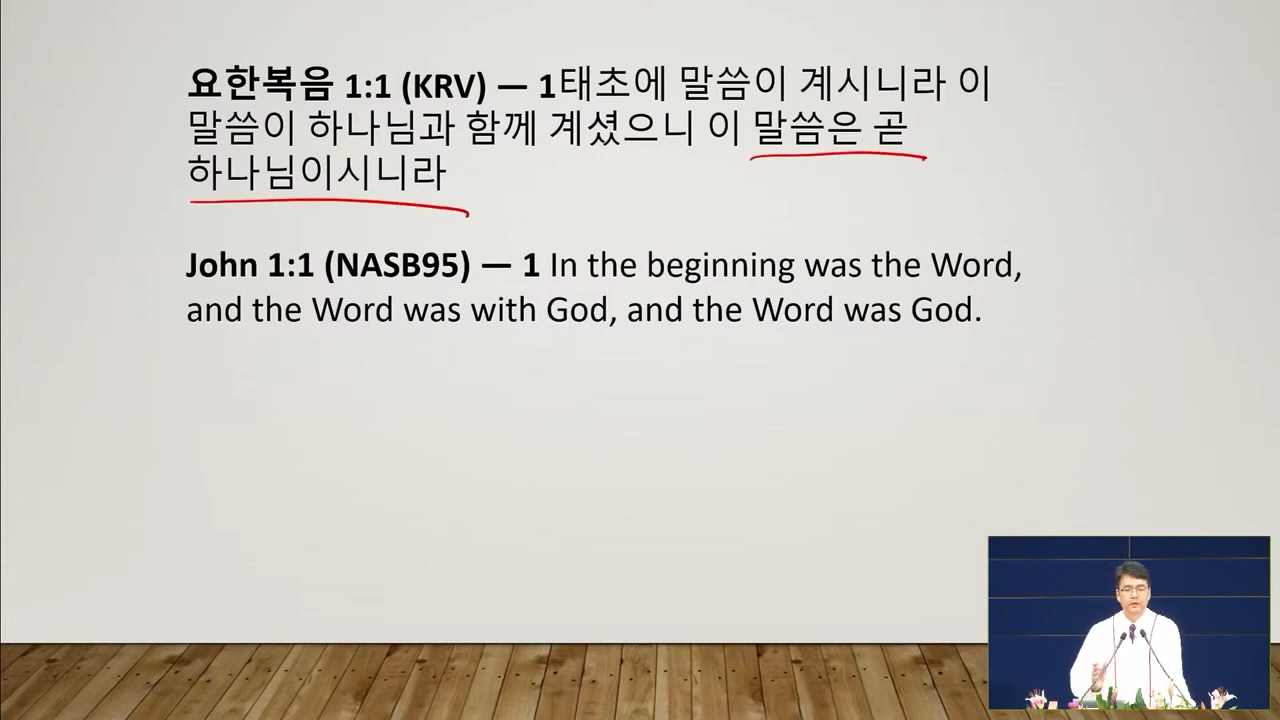 요한복음 1:1 (KRV) — 1태초에 말씀이 계시니라 이
말씀이 하나님과 함께 계셨으니 이 말씀은 곧
하나님이시니라
John 1:1 (NASB95) — 1 In the beginning was the Word,
and the Word was with God, and the Word was God.